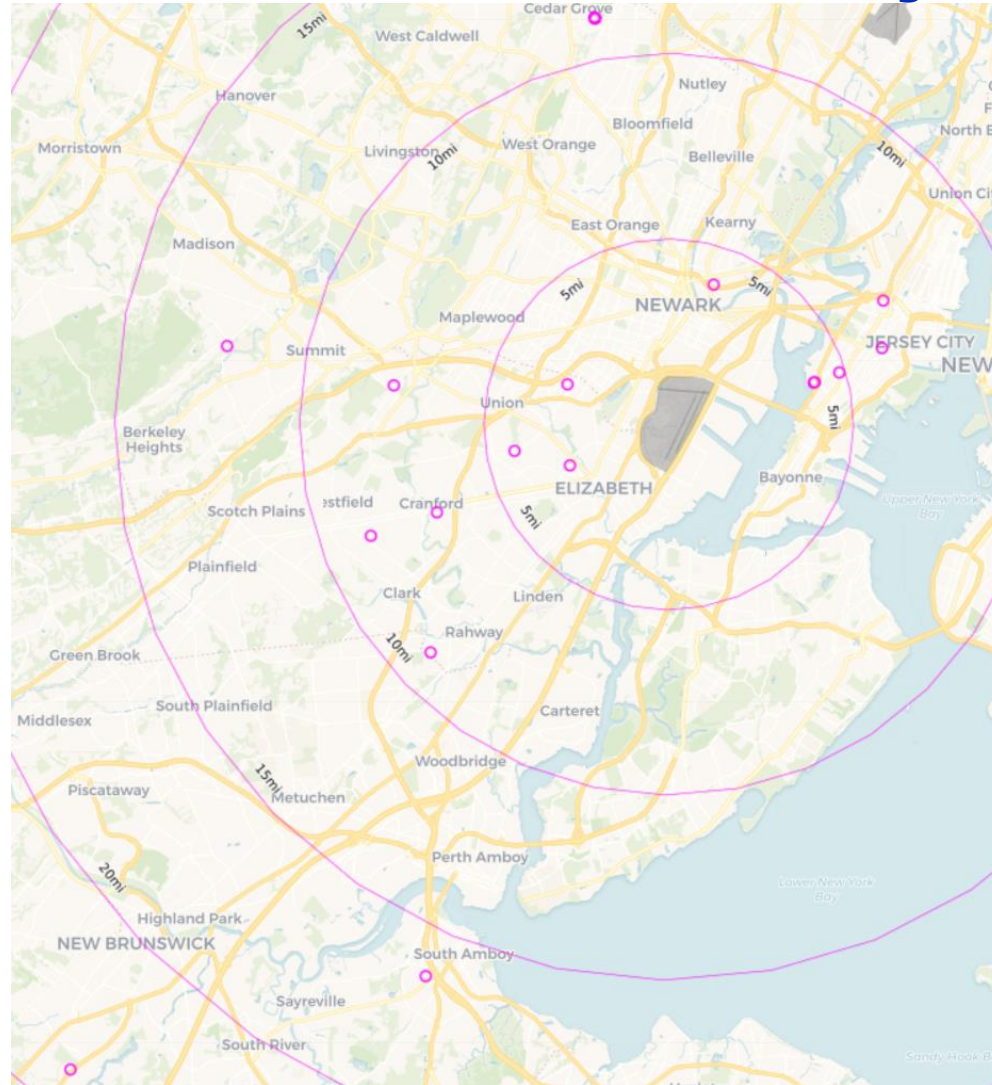 Cedar Grove
15mi
West Caldwell
Hanover
Nutley
Bloomfield
Morristown
Livingston
10mi
West Orange
Belleville
10mi
North B
Union Cit
East Orange
Kearny
Madison
5mi
5mi
NEWARK
Maplewood
Summit
JERSEY CITY
NEW
Union
5mi
Berkeley
Heights
Bayonne
ELIZABETH
Upper New York
Bay
Scotch Plains
estfield
Cranford
5mi
Plainfield
Clark
Linden
Rahway
10mi
Green Brook
South Plainfield
Carteret
Middlesex
Woodbridge
15mi
Piscataway
Metuchen
Perth Amboy
20mi
Lower New York
Bay
Highland Park
NEW BRUNSWICK
South Amboy
Sayreville
South River
Sandy Hook B